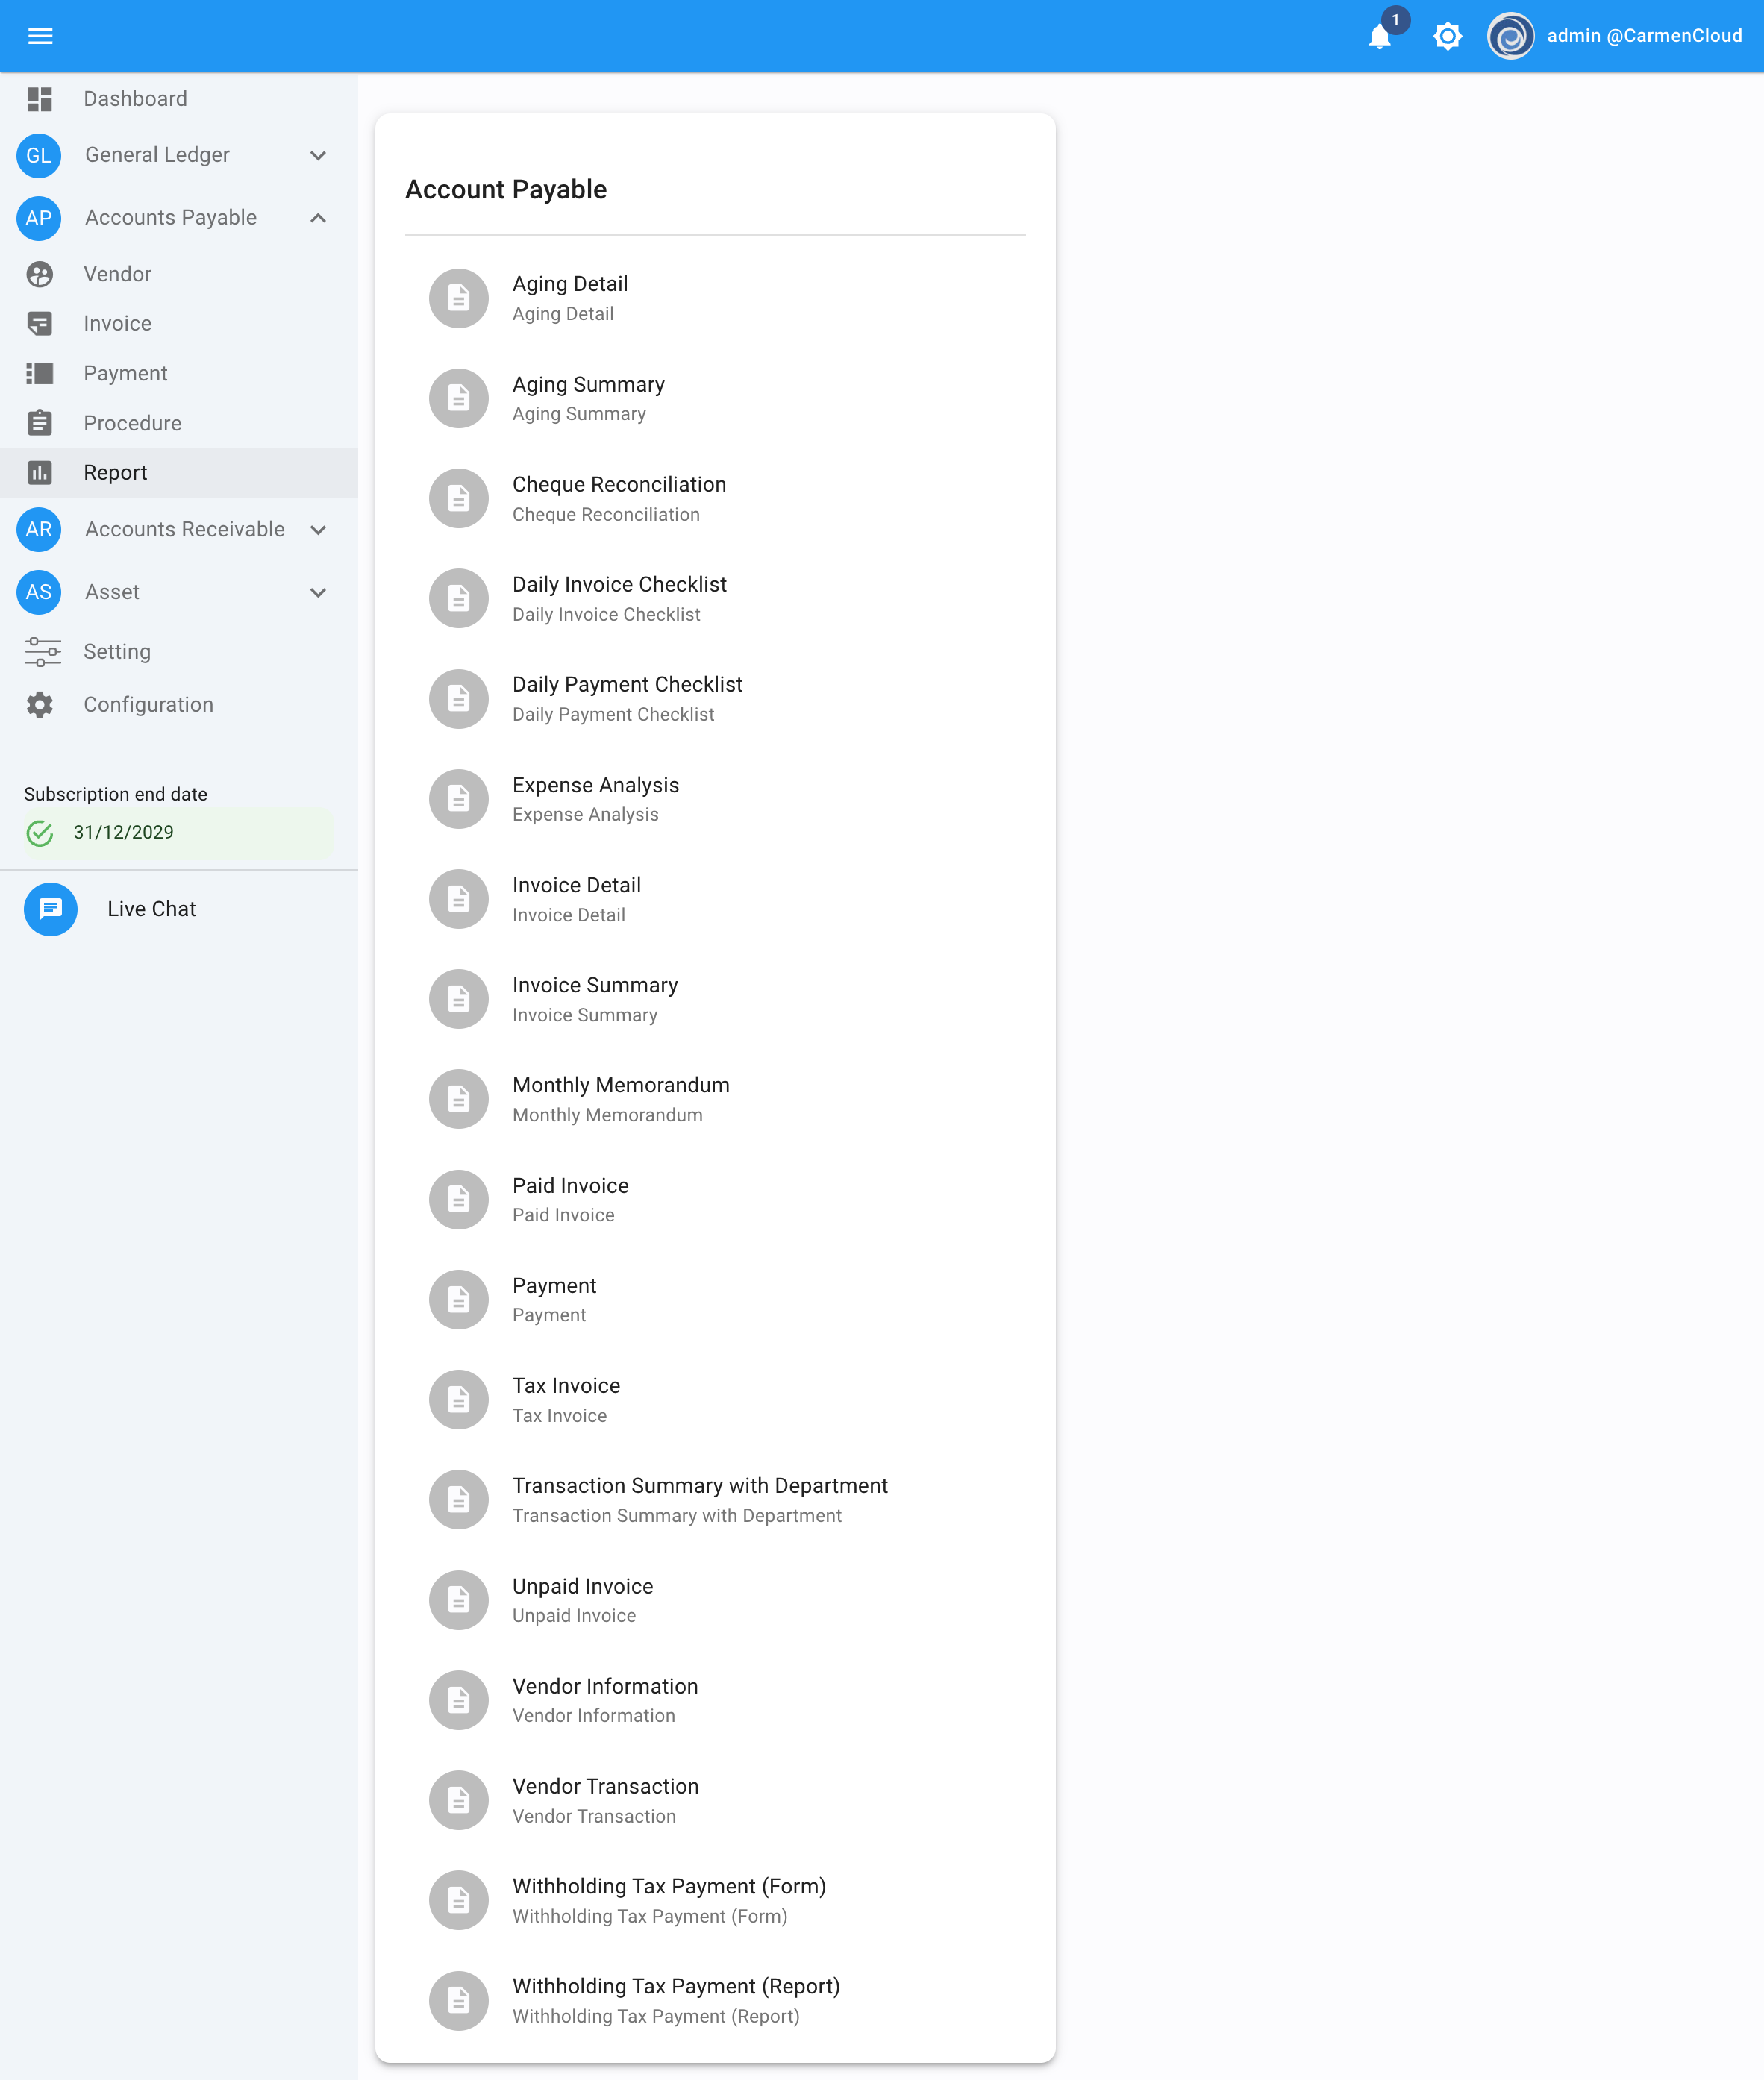 1
admin @CarmenCloud
Dashboard
GL General Ledger
AP Accounts Payable
Vendor
Invoice
Payment
Procedure
Report
AR Accounts Receivable
AS Asset
Setting
Configuration
Subscription end date
31/12/2029
Live Chat
Account Payable
Aging Detail
Aging Detail
Aging Summary
Aging Summary
Cheque Reconciliation
Cheque Reconciliation
Daily Invoice Checklist
Daily Invoice Checklist
Daily Payment Checklist
Daily Payment Checklist
Expense Analysis
Expense Analysis
Invoice Detail
Invoice Detail
Invoice Summary
Invoice Summary
Monthly Memorandum
Monthly Memorandum
Paid Invoice
Paid Invoice
Payment
Payment
Tax Invoice
Tax Invoice
Transaction Summary with Department
Transaction Summary with Department
Unpaid Invoice
Unpaid Invoice
Vendor Information
Vendor Information
Vendor Transaction
Vendor Transaction
Withholding Tax Payment (Form)
Withholding Tax Payment (Form)
Withholding Tax Payment (Report)
Withholding Tax Payment (Report)